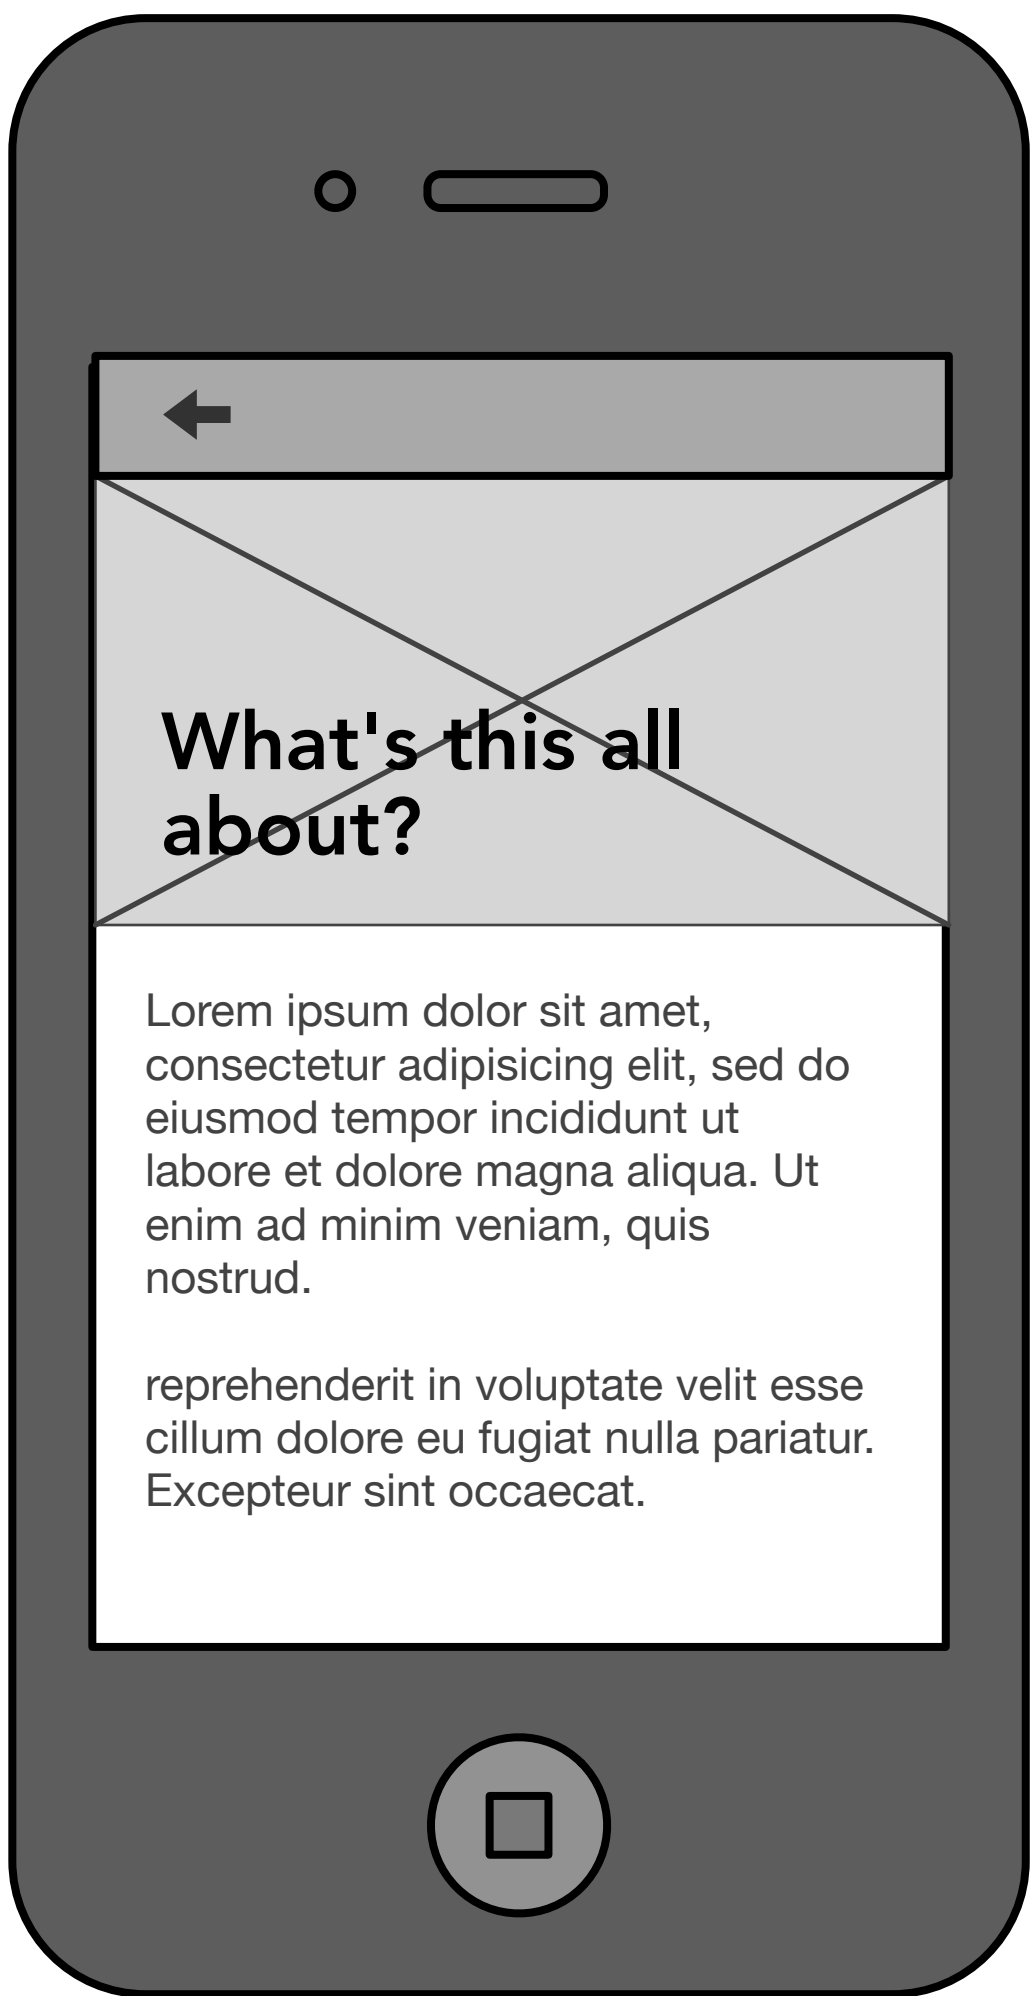 What's this all
about?
Lorem ipsum dolor sit amet,
consectetur adipisicing elit, sed do
eiusmod tempor incididunt ut
labore et dolore magna aliqua. Ut
enim ad minim veniam, quis
nostrud.
reprehenderit in voluptate velit esse
cillum dolore eu fugiat nulla pariatur.
Excepteur sint occaecat.